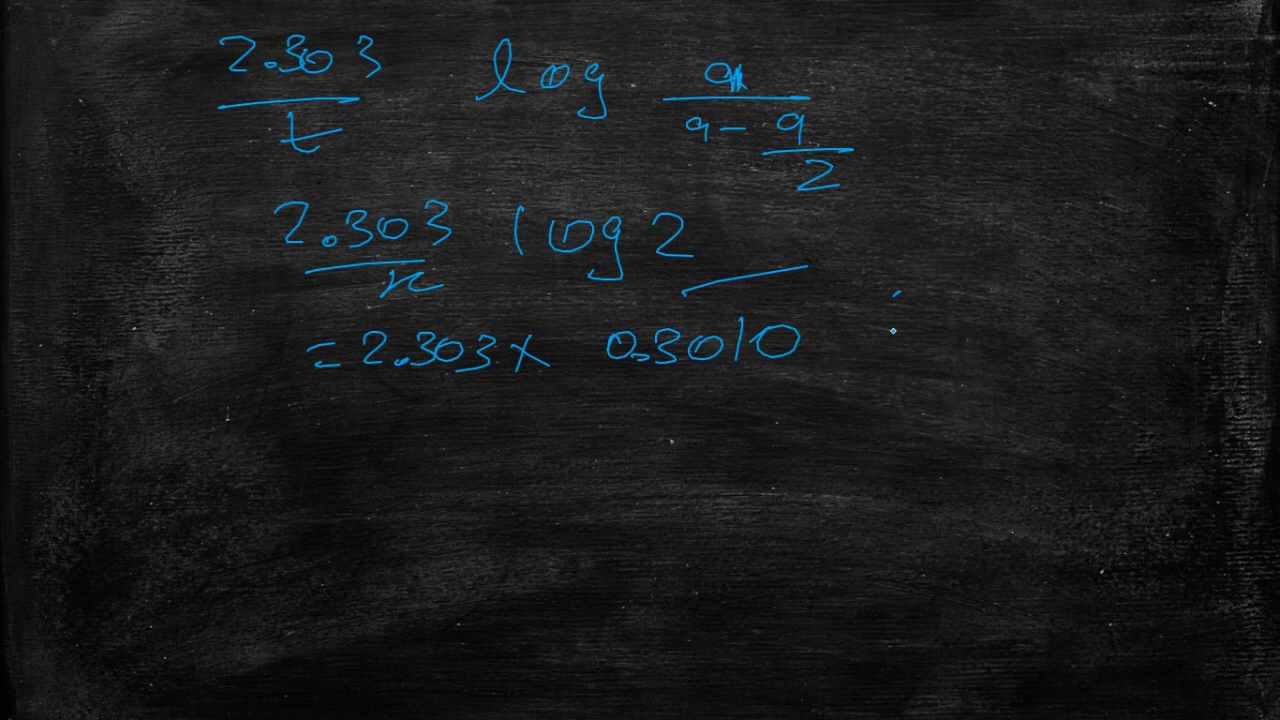 2.303/t log a/(a - a/2)
2.303/k log 2
= 2.303 x 0.3010